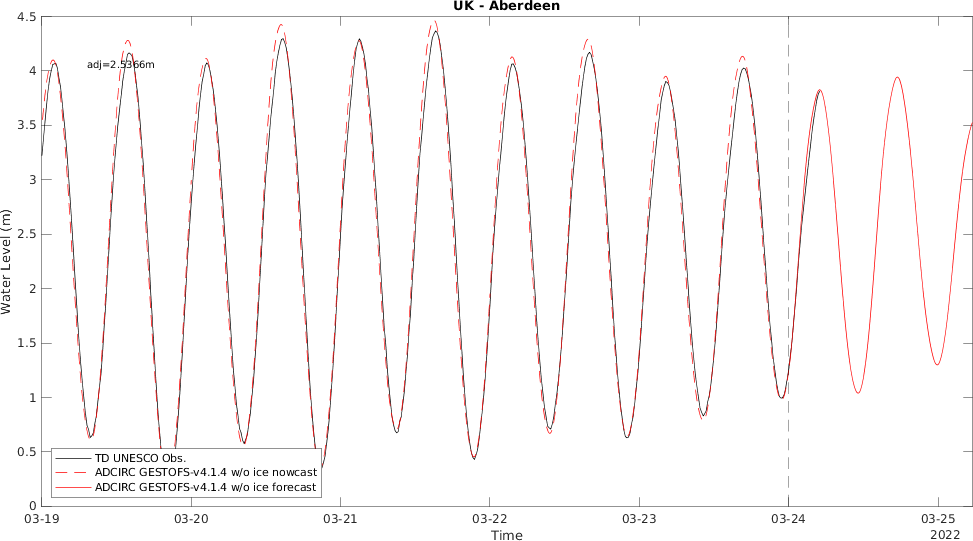 UK - Aberdeen
4.5
4
3.5
3
2.5
2
1.5
1
0.5
0
Water Level (m)
adj=2.5366m
TD UNESCO Obs.
ADCIRC GESTOFS-v4.1.4 w/o ice nowcast
ADCIRC GESTOFS-v4.1.4 w/o ice forecast
03-19
03-20
03-21
03-22
03-23
03-24
03-25
Time
2022